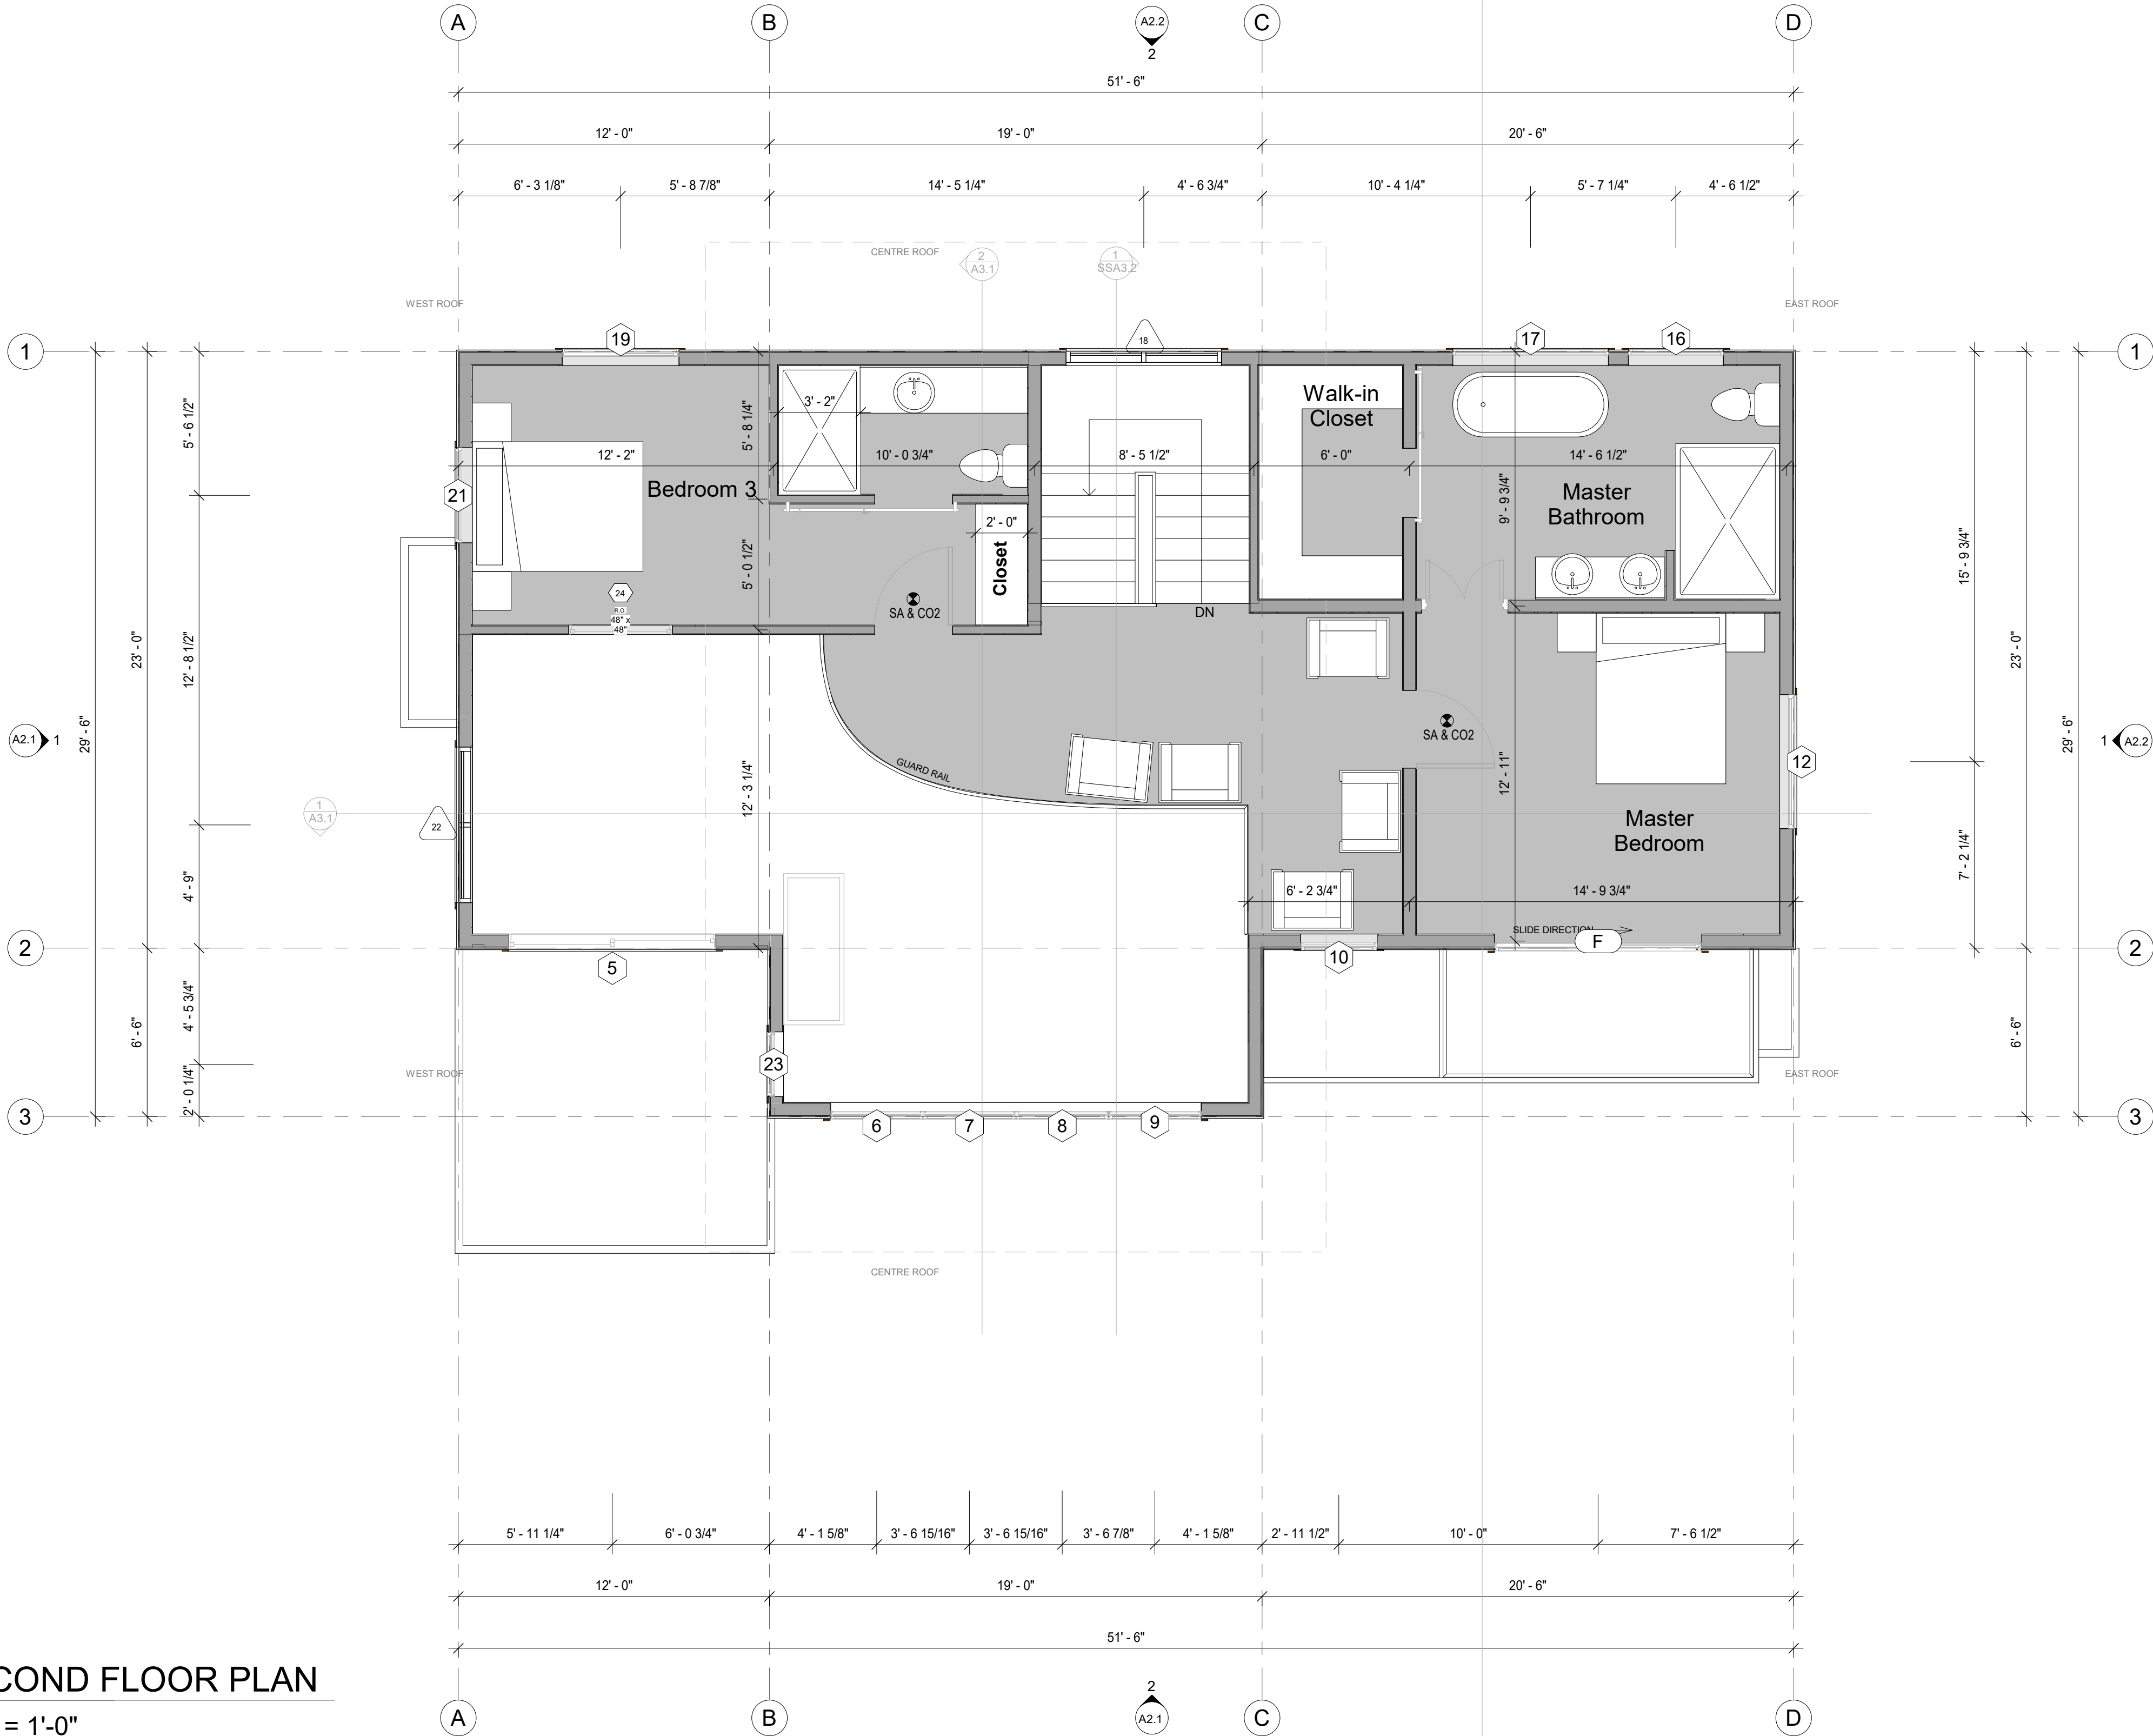 A B A2.2 C D
2
51' - 6"
12' - 0" 19' - 0" 20' - 6"
6' - 3 1/8" 5' - 8 7/8" 14' - 5 1/4" 4' - 6 3/4" 10' - 4 1/4" 5' - 7 1/4" 4' - 6 1/2"
CENTRE ROOF
2
A3.1
1
SSA3.2
WEST ROOF
EAST ROOF
1 19 18 17 16 1
Walk-in
Closet
3' - 2"
5' - 8 1/4"
5' - 6 1/2"
12' - 2" 10' - 0 3/4" 8' - 5 1/2" 6' - 0" 14' - 6 1/2"
21
Bedroom 3
Master
Bathroom
9' - 9 3/4"
2' - 0"
Closet
5' - 0 1/2"
15' - 9 3/4"
24
R.O.
48" x
48"
SA & CO2
DN
23' - 0"
12' - 8 1/2"
23' - 0"
29' - 6"
29' - 6"
A2.1 1
SA & CO2
1 A2.2
12
GUARD RAIL
12' - 3 1/4"
12' - 11"
1
A3.1
22
Master
Bedroom
7' - 2 1/4"
4' - 9"
6' - 2 3/4" 14' - 9 3/4"
SLIDE DIRECTION
F
2 5 10 2
4' - 5 3/4"
6' - 6"
6' - 6"
23
WEST ROOF
EAST ROOF
2' - 0 1/4"
3 6 7 8 9 3
CENTRE ROOF
5' - 11 1/4" 6' - 0 3/4" 4' - 1 5/8" 3' - 6 15/16" 3' - 6 15/16" 3' - 6 7/8" 4' - 1 5/8" 2' - 11 1/2" 10' - 0" 7' - 6 1/2"
12' - 0" 19' - 0" 20' - 6"
51' - 6"
COND FLOOR PLAN
= 1'-0"
2
A B A2.1 C D